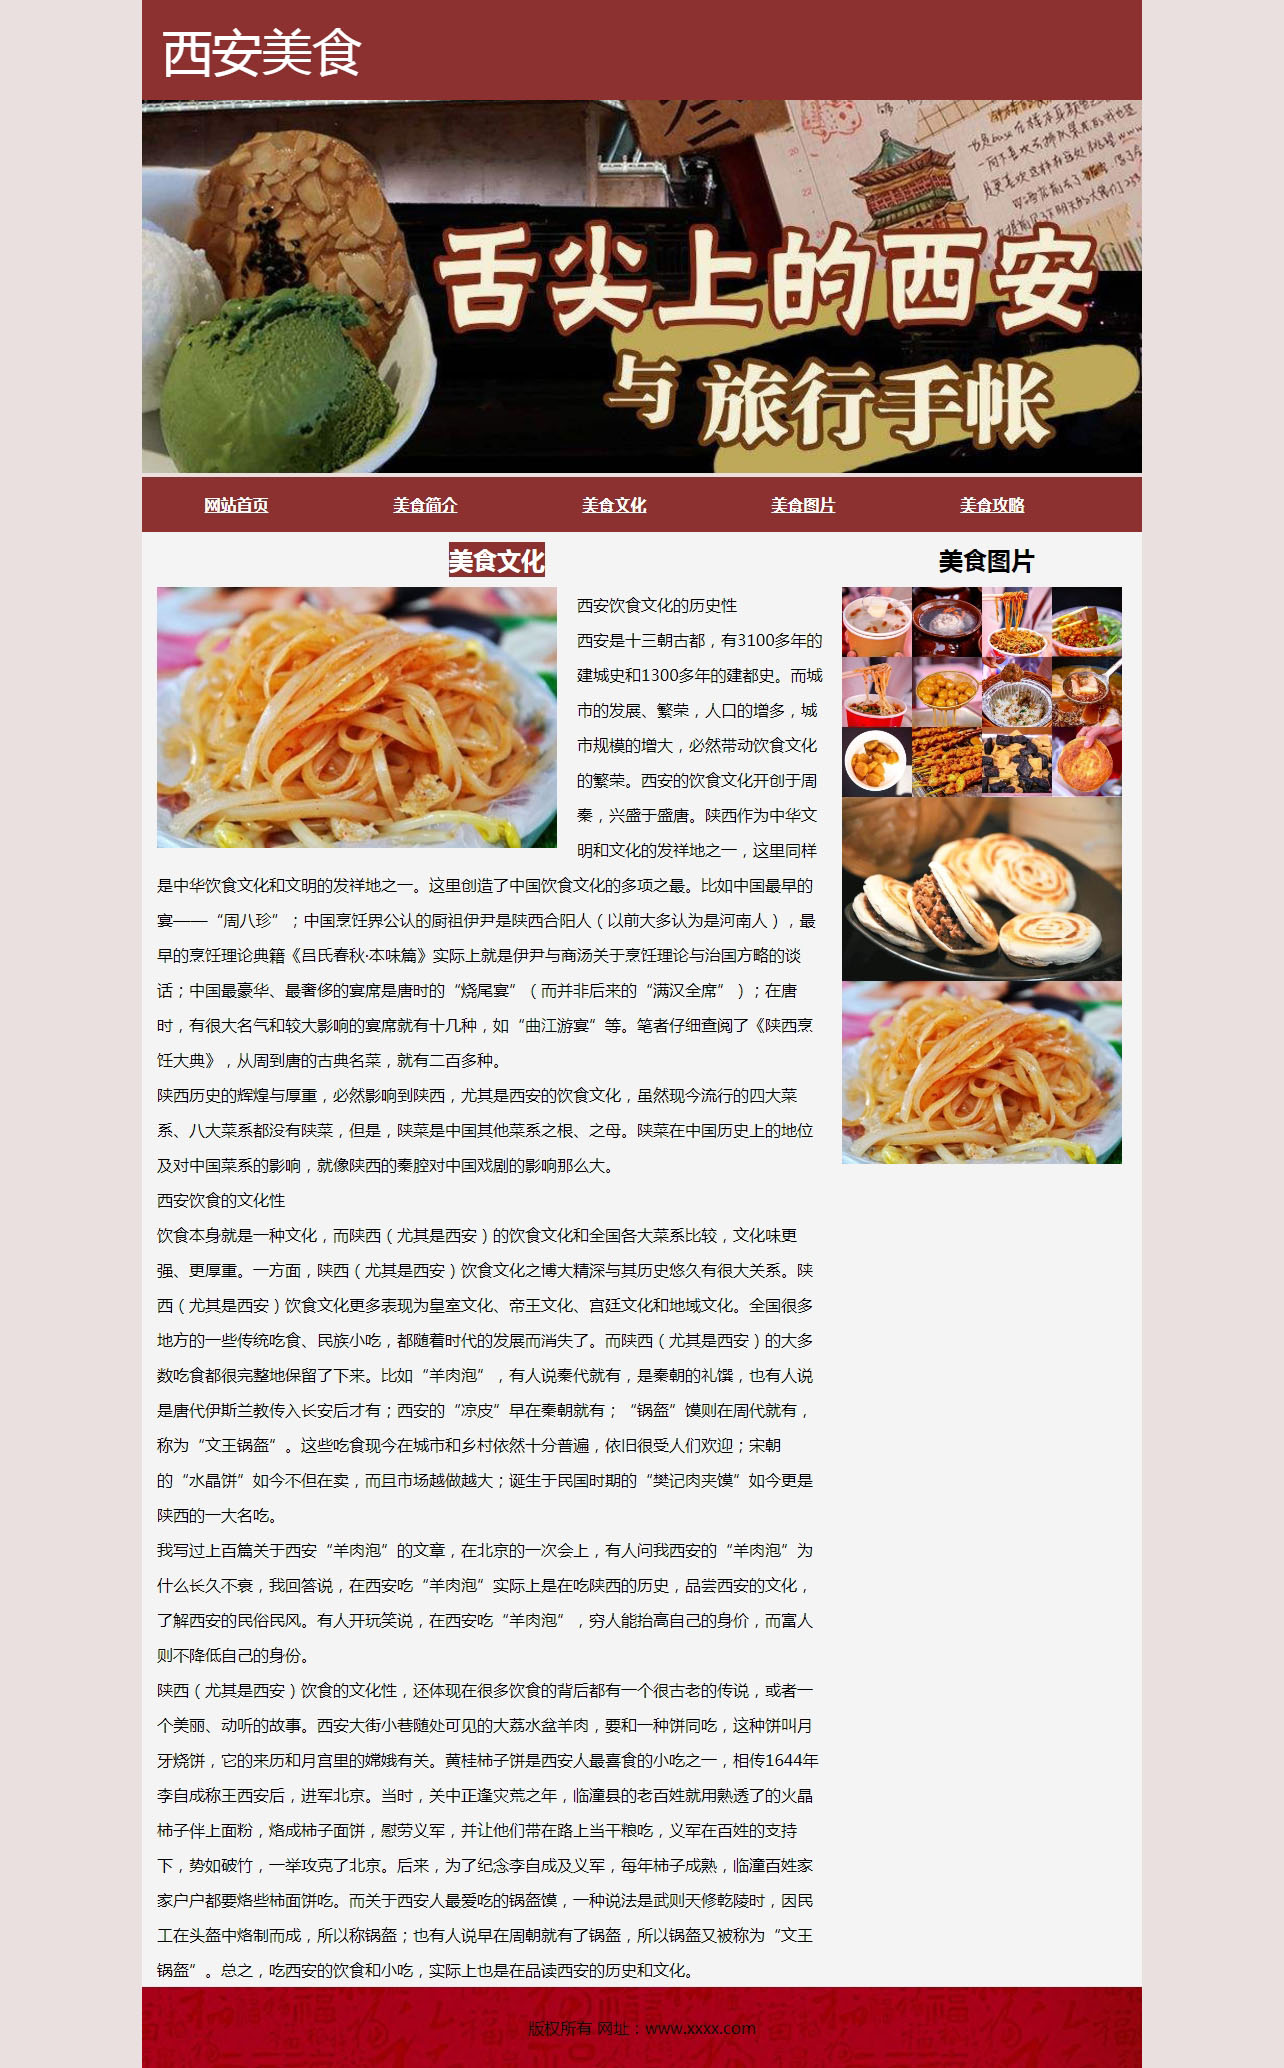 西安美食
舌尖上的西安
与 旅行手帐
网站首页 美食简介 美食文化 美食图片 美食攻略
美食文化
西安饮食文化的历史性
西安是十三朝古都，有3100多年的
建城史和1300多年的建都史。而城
市的发展、繁荣，人口的增多，城
市规模的增大，必然带动饮食文化
的繁荣。西安的饮食文化开创于周
秦，兴盛于盛唐。陕西作为中华文
明和文化的发祥地之一，这里同样
是中华饮食文化和文明的发祥地之一。这里创造了中国饮食文化的多项之最。比如中国最早的
宴——“周八珍”；中国烹饪界公认的厨祖伊尹是陕西合阳人（以前大多认为是河南人），最
早的烹饪理论典籍《吕氏春秋·本味篇》实际上就是伊尹与商汤关于烹饪理论与治国方略的谈
话；中国最豪华、最奢侈的宴席是唐时的“烧尾宴”（而并非后来的“满汉全席”）；在唐
时，有很大名气和较大影响的宴席就有十几种，如“曲江游宴”等。笔者仔细查阅了《陕西烹
饪大典》，从周到唐的古典名菜，就有二百多种。
陕西历史的辉煌与厚重，必然影响到陕西，尤其是西安的饮食文化，虽然现今流行的四大菜
系、八大菜系都没有陕菜，但是，陕菜是中国其他菜系之根、之母。陕菜在中国历史上的地位
及对中国菜系的影响，就像陕西的秦腔对中国戏剧的影响那么大。
西安饮食的文化性
饮食本身就是一种文化，而陕西（尤其是西安）的饮食文化和全国各大菜系比较，文化味更
强、更厚重。一方面，陕西（尤其是西安）饮食文化之博大精深与其历史悠久有很大关系。陕
西（尤其是西安）饮食文化更多表现为皇室文化、帝王文化、宫廷文化和地域文化。全国很多
地方的一些传统吃食、民族小吃，都随着时代的发展而消失了。而陕西（尤其是西安）的大多
数吃食都很完整地保留了下来。比如“羊肉泡”，有人说秦代就有，是秦朝的礼馔，也有人说
是唐代伊斯兰教传入长安后才有；西安的“凉皮”早在秦朝就有；“锅盔”馍则在周代就有，
称为“文王锅盔”。这些吃食现今在城市和乡村依然十分普遍，依旧很受人们欢迎；宋朝
的“水晶饼”如今不但在卖，而且市场越做越大；诞生于民国时期的“樊记肉夹馍”如今更是
陕西的一大名吃。
我写过上百篇关于西安“羊肉泡”的文章，在北京的一次会上，有人问我西安的“羊肉泡”为
什么长久不衰，我回答说，在西安吃“羊肉泡”实际上是在吃陕西的历史，品尝西安的文化，
了解西安的民俗民风。有人开玩笑说，在西安吃“羊肉泡”，穷人能抬高自己的身价，而富人
则不降低自己的身份。
陕西（尤其是西安）饮食的文化性，还体现在很多饮食的背后都有一个很古老的传说，或者一
个美丽、动听的故事。西安大街小巷随处可见的大荔水盆羊肉，要和一种饼同吃，这种饼叫月
牙烧饼，它的来历和月宫里的嫦娥有关。黄桂柿子饼是西安人最喜食的小吃之一，相传1644年
李自成称王西安后，进军北京。当时，关中正逢灾荒之年，临潼县的老百姓就用熟透了的火晶
柿子伴上面粉，烙成柿子面饼，慰劳义军，并让他们带在路上当干粮吃，义军在百姓的支持
下，势如破竹，一举攻克了北京。后来，为了纪念李自成及义军，每年柿子成熟，临潼百姓家
家户户都要烙些柿面饼吃。而关于西安人最爱吃的锅盔馍，一种说法是武则天修乾陵时，因民
工在头盔中烙制而成，所以称锅盔；也有人说早在周朝就有了锅盔，所以锅盔又被称为“文王
锅盔”。总之，吃西安的饮食和小吃，实际上也是在品读西安的历史和文化。
美食图片
版权所有 网址：www.xxxx.com